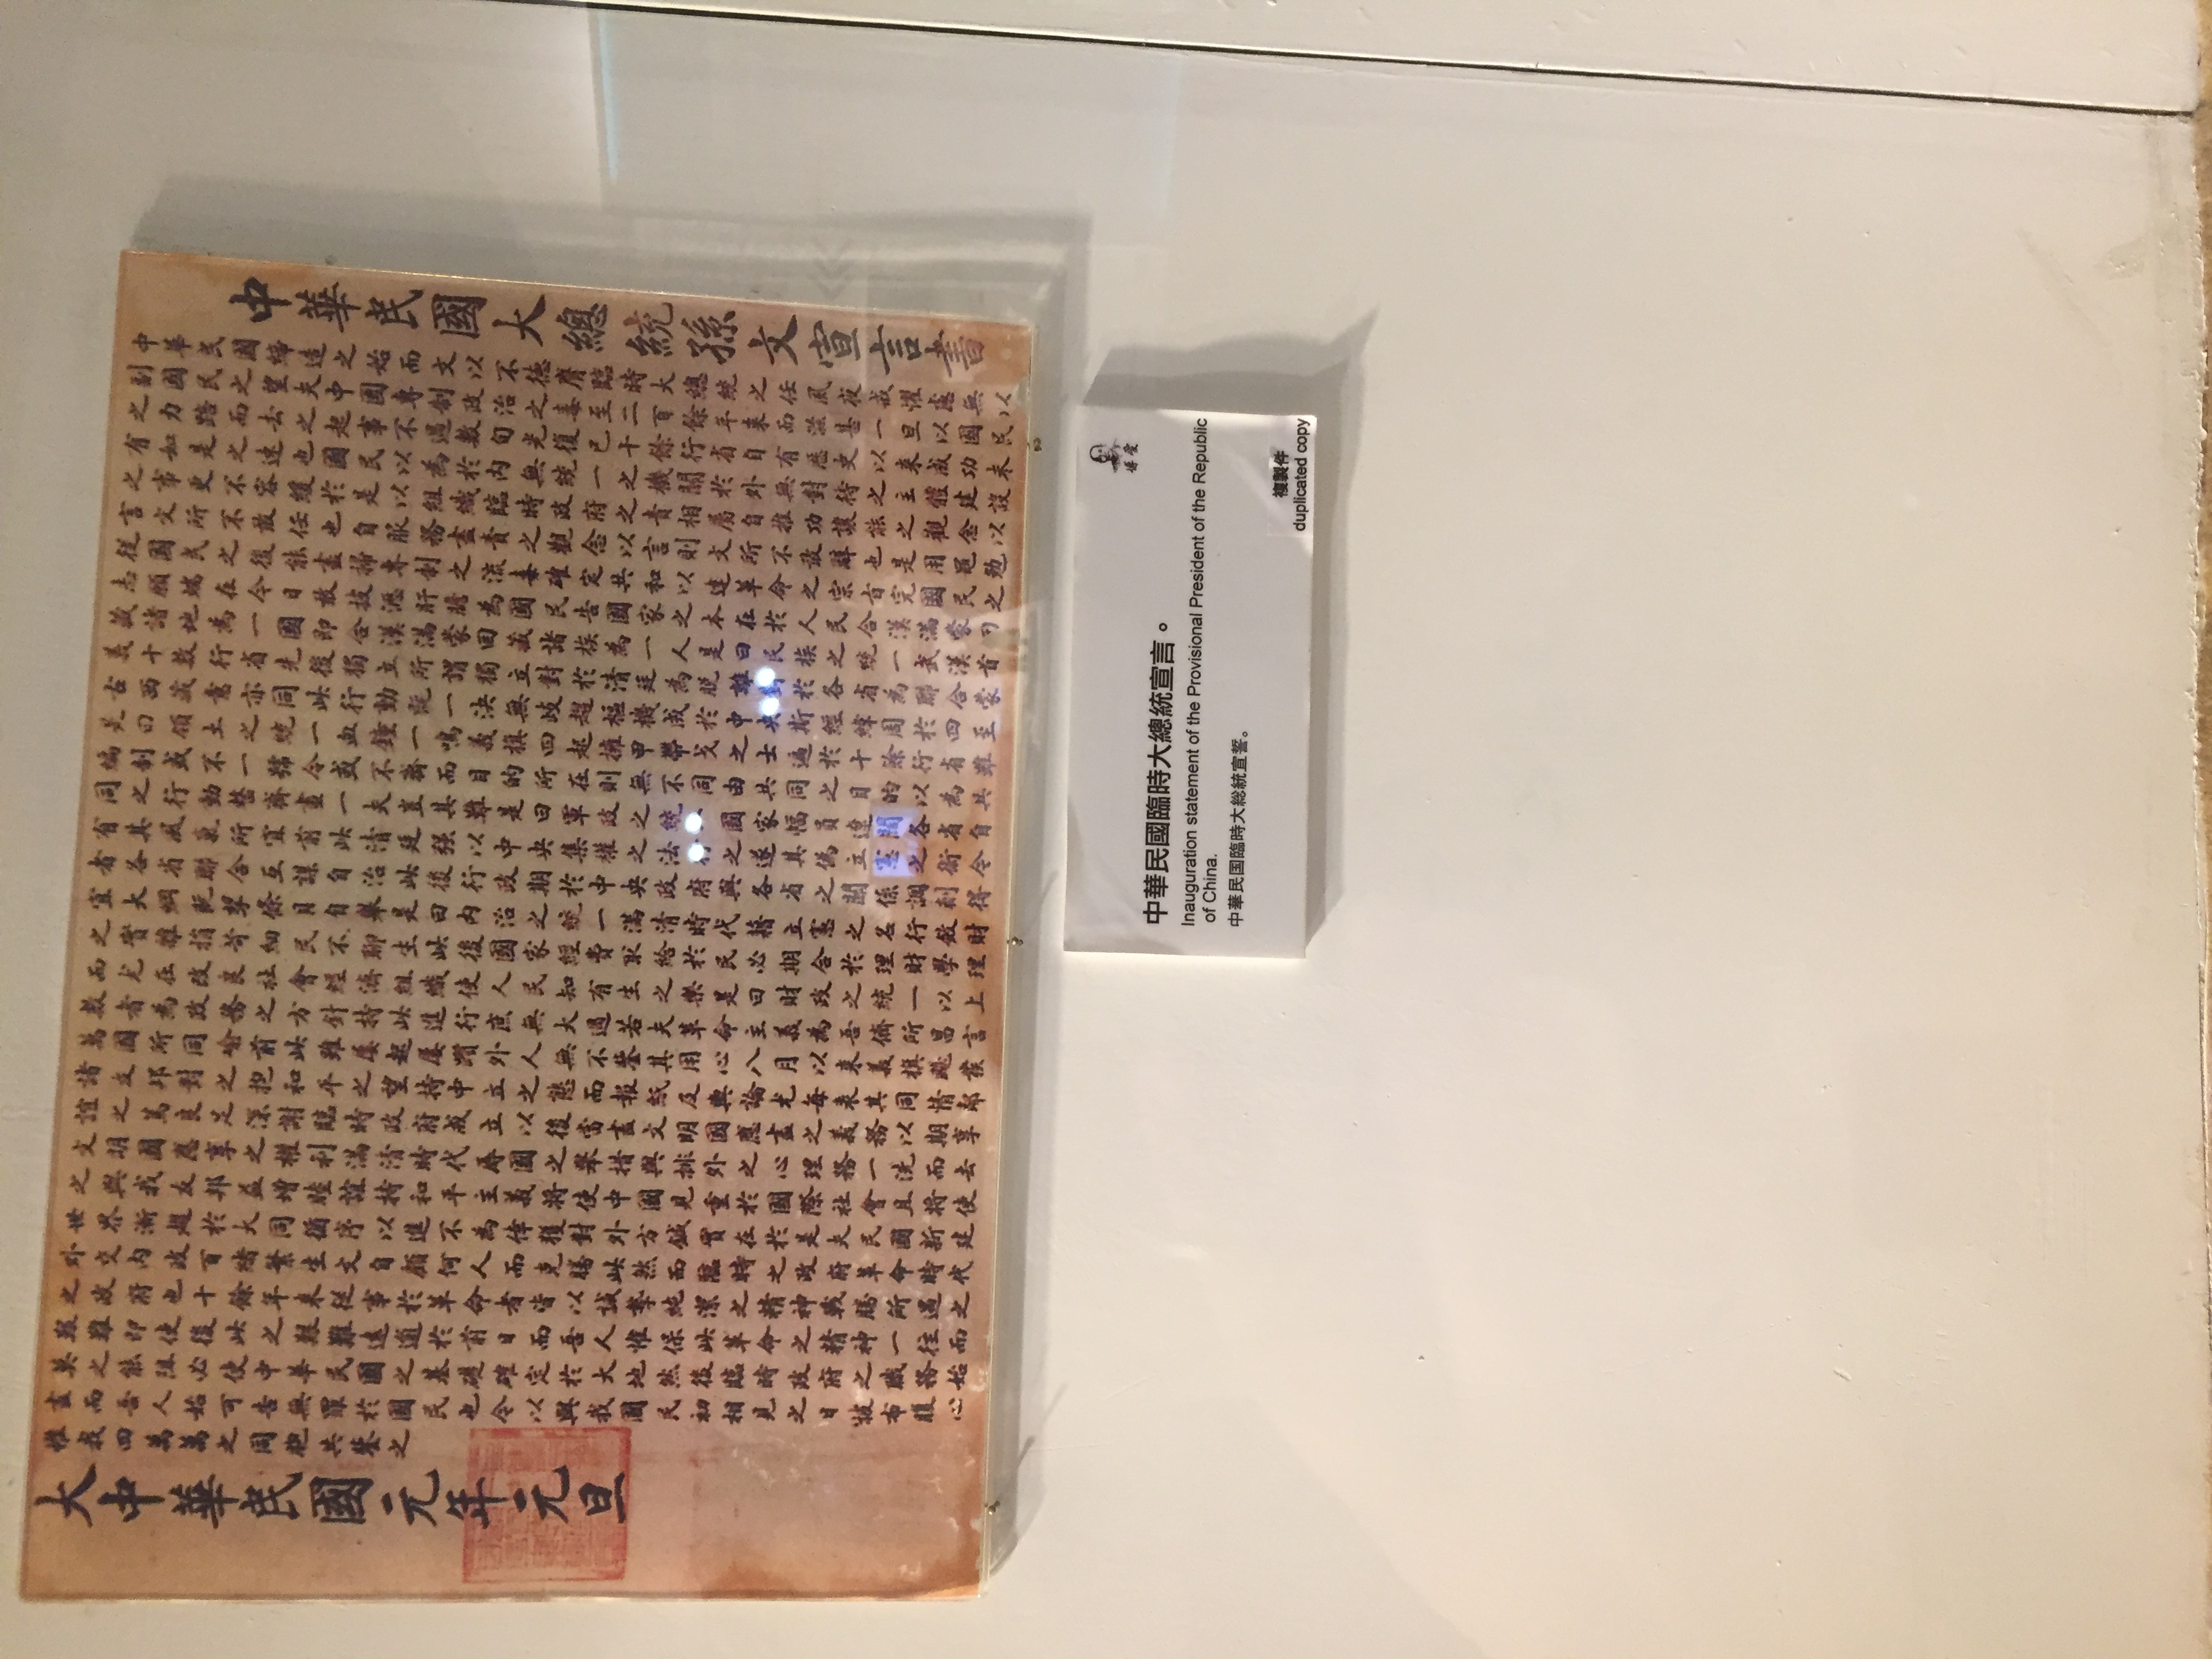 中華民國大總統孫文宣言書
中華民國締造之始而文以不德膺臨時大總統之任夙夜戒懼慮無以
副國民之望夫中國專制政治之毒至二百餘年来而滋甚一旦以國民
之力踣而去之起事不過數旬光復已十餘行省自有歷史以来成功未
有如是之速也國民以為於內無統一之機關於外無對待之主體建設
之事更不容緩於是以組織臨時政府之責相屬自推功讓能之觀念以
言文所不敢任也自服務盡責之觀念以言則文所不敢辭也是用黽勉
從國民之後能盡掃專制之流毒確定共和以達革命之宗旨完國民之
志願端在今日敢披瀝肝膽為國民告國家之本在於人民合漢滿蒙回
藏諸地為一國即合漢滿蒙回藏諸族為一人是曰民族之統一武漢首
義十數行省先後獨立所謂獨立對於清廷為脫離對於各省為聯合蒙
古西藏意亦同此行動既一決無歧趨樞機成於中央斯經緯周於四至
是曰領土之統一血鐘一鳴義旗四起擁甲帶戈之士遍於十餘行省雖
編制或不一號令或不齊而目的所在則無不同由共同之目的以為共
同之行動整齊畫一夫豈其難是曰軍政之統一國家幅員遼闊各省自
有其風氣所宜前此清廷强以中央集權之法行之遂其偽立憲之術今
者各省聯合互謀自治此後行政期於中央政府與各省之關係調劑得
宜大綱既挈條目自舉是曰內治之統一滿清時代藉立憲之名行斂財
之實雜捐苛細民不聊生此後國家經費取給於民必期合於理財學理
而尤在改良社會經濟組織使人民知有生之樂是曰財政之統一以上
數者為政務之方針持此進行庶無大過若夫革命主義為吾儕所昌言
萬國所同喻前此雖屢起屢躓外人無不鑒其用心八月以来義旗飈發
諸友邦對之抱和平之望持中立之態而報紙及輿論尤每表其同情鄰
誼之篤良足深謝臨時政府成立以後當盡文明國應盡之義務以期享
文明國應享之權利滿清時代辱國之舉措與排外之心理務一洗而去
之與我友邦益增睦誼持和平主義將使中國見重於國際社會且將使
世界漸趨於大同循序以進不為倖獲對外方鍼實在於是夫民國新建
外交內政百緒繁生文自顧何人而克勝此然而臨時之政府革命時代
之政府也十餘年来從事於革命者皆以誠摯純潔之精神戰勝所遇之
艱難即使後此之艱難遠逾於前日而吾人惟保此革命之精神一往而
莫之能阻必使中華民國之基礎確定於大地然後臨時政府之職務始
盡而吾人始可告無罪於國民也今以與我國民初相見之日披布腹心
惟我四萬萬之同胞共鑒之
大中華民國元年元旦
博愛
中華民國臨時大總統宣言。
Inauguration statement of the Provisional President of the Republic
of China.
中華民国臨時大総統宣誓。
複製件
duplicated copy